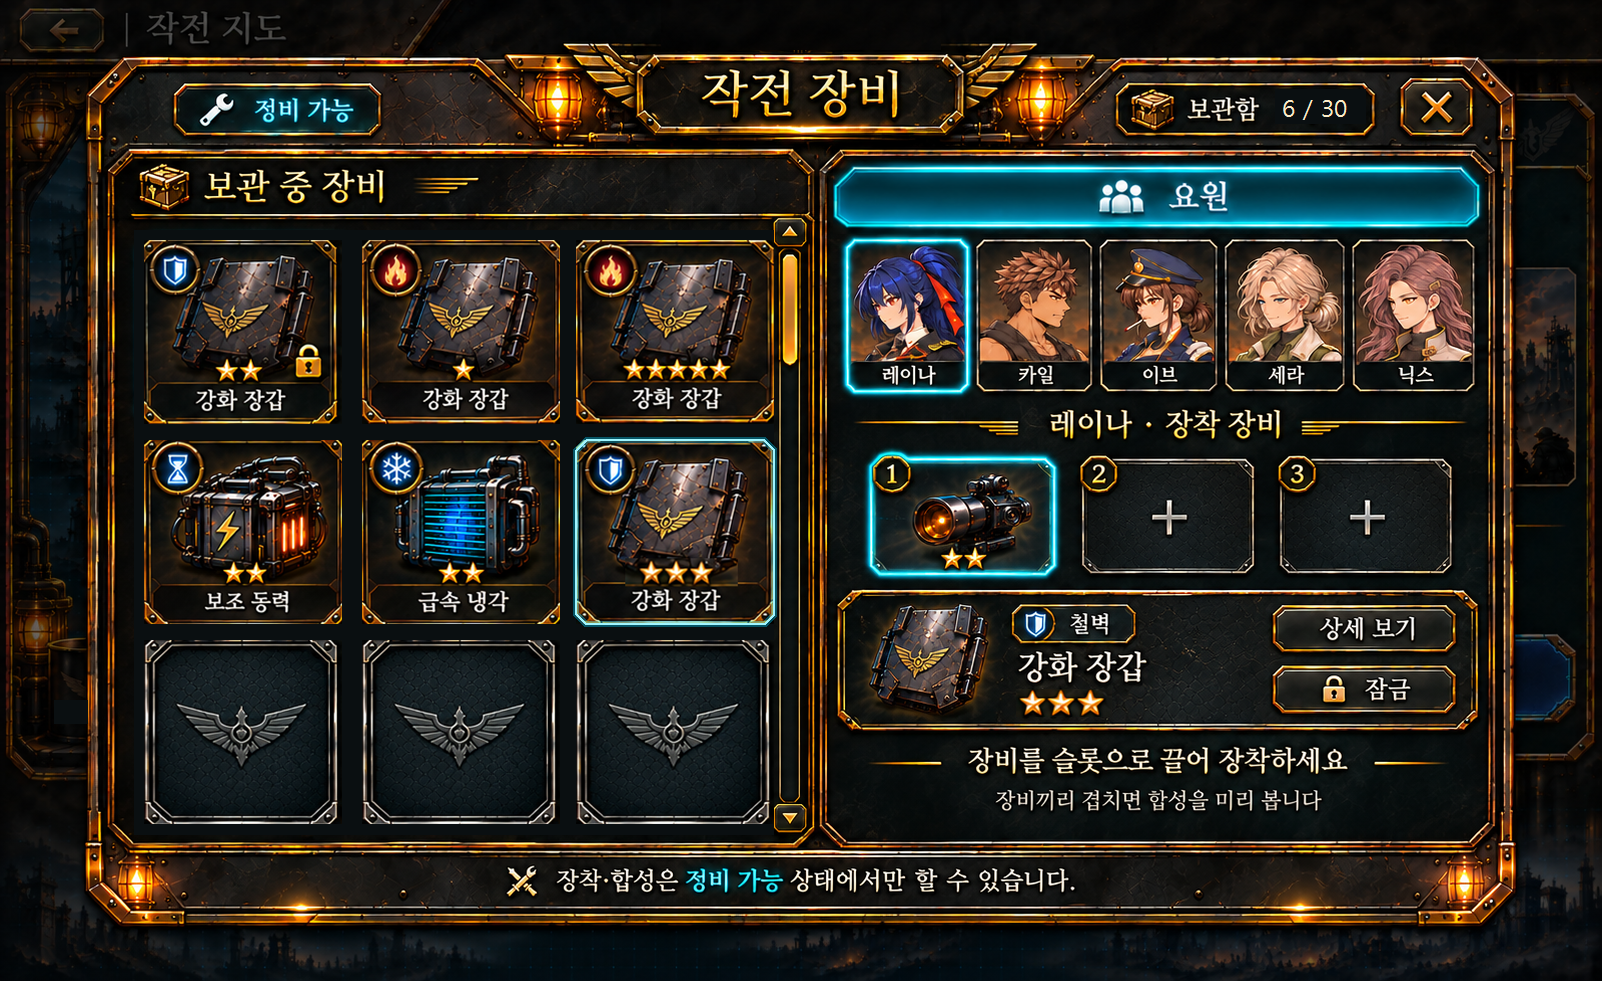 작전 지도
정비 가능
작전 장비
보관함 6 / 30
보관 중 장비
요원
강화 장갑
강화 장갑
강화 장갑
보조 동력
급속 냉각
강화 장갑
레이나
카일
이브
세라
닉스
레이나 · 장착 장비
1
2
3
철벽
강화 장갑
상세 보기
잠금
장비를 슬롯으로 끌어 장착하세요
장비끼리 겹치면 합성을 미리 봅니다
장착·합성은 정비 가능 상태에서만 할 수 있습니다.